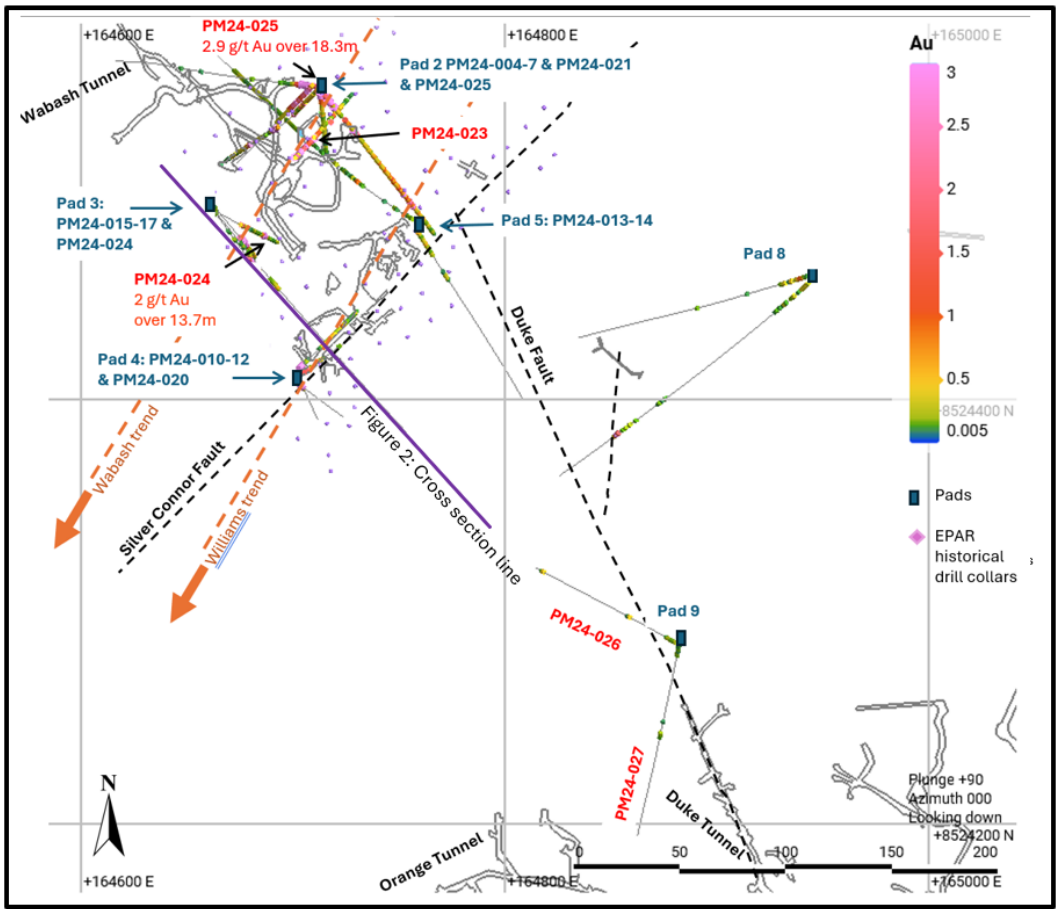 +164600 E
+164800 E
+165000 E
PM24-025
2.9 g/t Au over 18.3m
Pad 2 PM24-004-7 & PM24-021
& PM24-025
Wabash Tunnel
PM24-023
Pad 3:
PM24-015-17 &
PM24-024
Pad 5: PM24-013-14
PM24-024
2 g/t Au
over 13.7m
Pad 8
Duke Fault
Pad 4: PM24-010-12
& PM24-020
Figure 2: Cross section line
Wabash trend
Silver Connor Fault
Williams trend
Au
3
2.5
2
1.5
1
0.5
+8524400 N
0.005
Pads
EPAR
historical
drill collars
s
Pad 9
PM24-026
PM24-027
N
Duke Tunnel
Orange Tunnel
Plunge +90
Azimuth 000
Looking down
+8524200 N
0
50
100
150
200
+164600 E
+164800 E
+165000 E